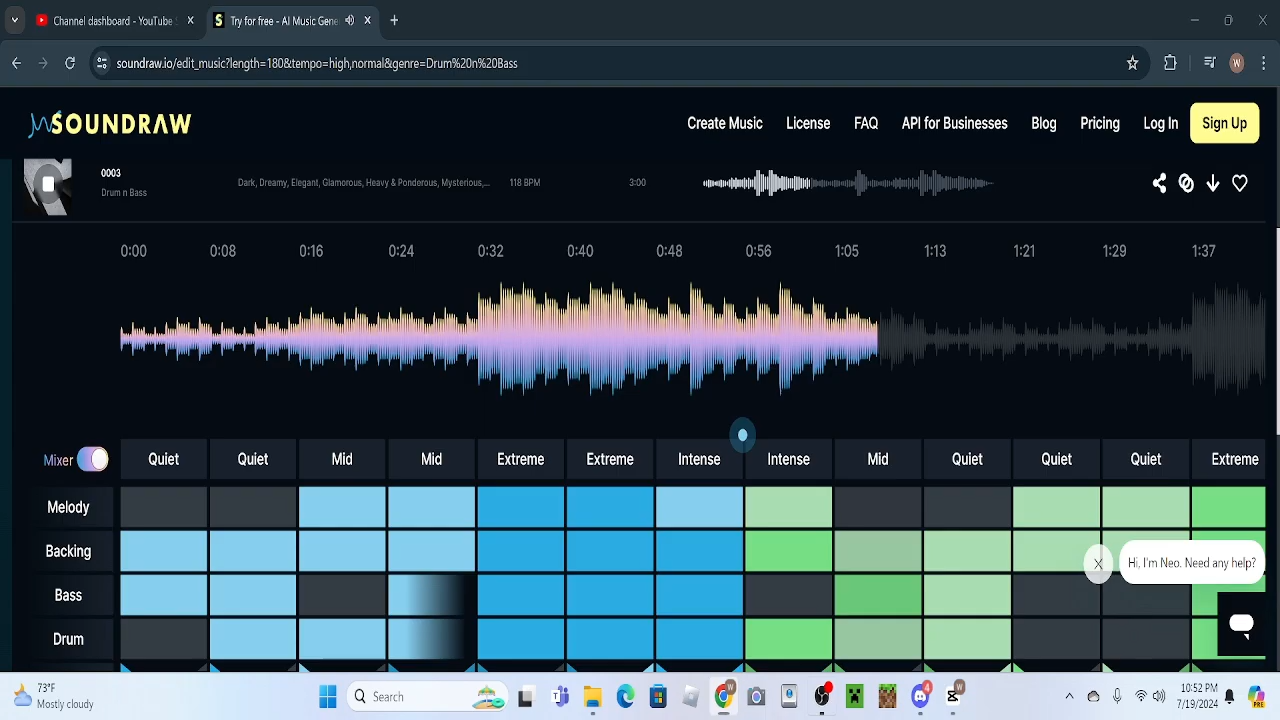 Channel dashboard - YouTube
Try for free - AI Music Gene
soundraw.io/edit_music?length=180&tempo=high,normal&genre=Drum%20n%20Bass
W
SOUNDRAW
Create Music
License
FAQ
API for Businesses
Blog
Pricing
Log In
Sign Up
0003
Drum n Bass
Dark, Dreamy, Elegant, Glamorous, Heavy & Ponderous, Mysterious,...
118 BPM
3:00
0:00 0:08 0:16 0:24 0:32 0:40 0:48 0:56 1:05 1:13 1:21 1:29 1:37
Mixer
Quiet Quiet Mid Mid Extreme Extreme Intense Intense Mid Quiet Quiet Quiet Extreme
Melody
Backing
Hi, I'm Neo. Need any help?
Bass
Drum
73°F
Mostly cloudy
Search
10:52 PM
7/19/2024